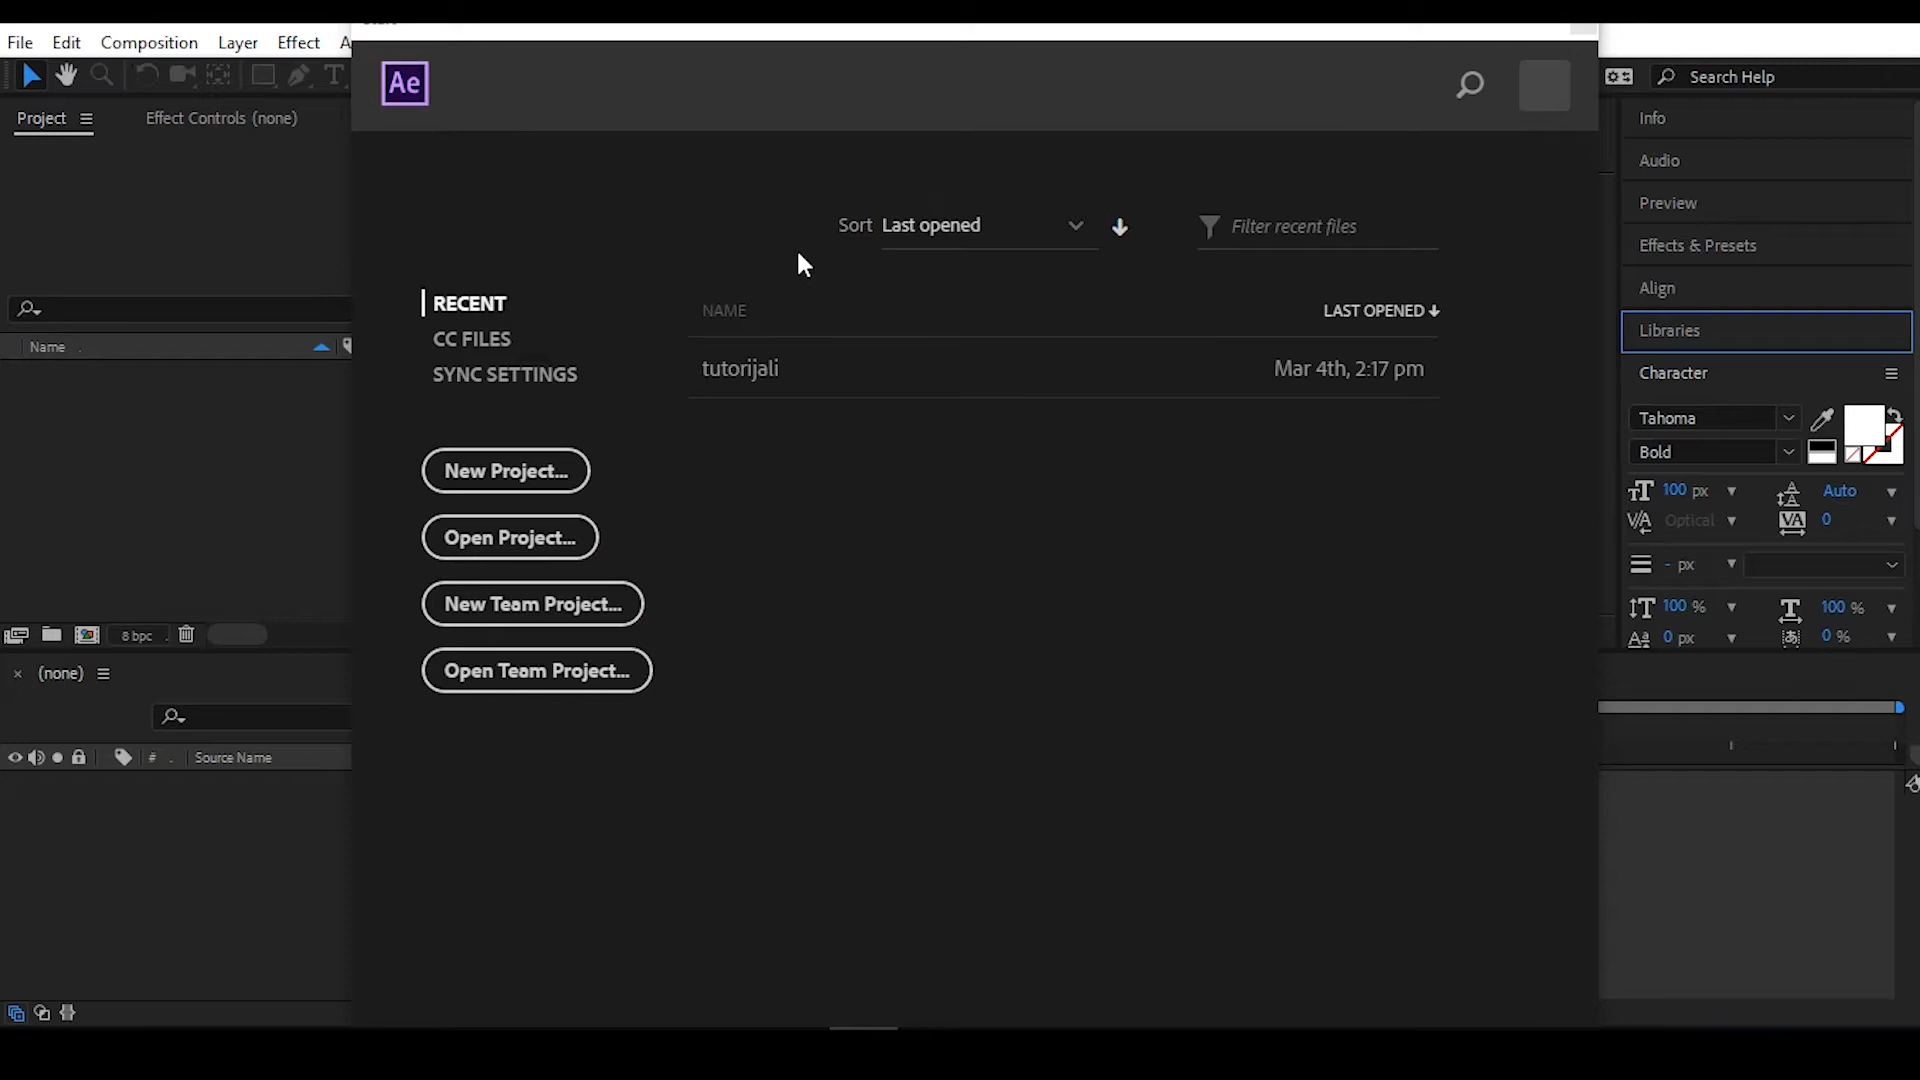 File Edit Composition Layer Effect A
Ae
Search Help
Project
Effect Controls (none)
Info
Audio
Preview
Effects & Presets
Align
Libraries
Character
Sort Last opened
Filter recent files
RECENT
CC FILES
SYNC SETTINGS
NAME
LAST OPENED
tutorijali
Mar 4th, 2:17 pm
New Project...
Open Project...
New Team Project...
Open Team Project...
Name
8 bpc
(none)
# Source Name
Tahoma
Bold
100 px
Auto
Optical
0
- px
100 %
100 %
0 px
0 %